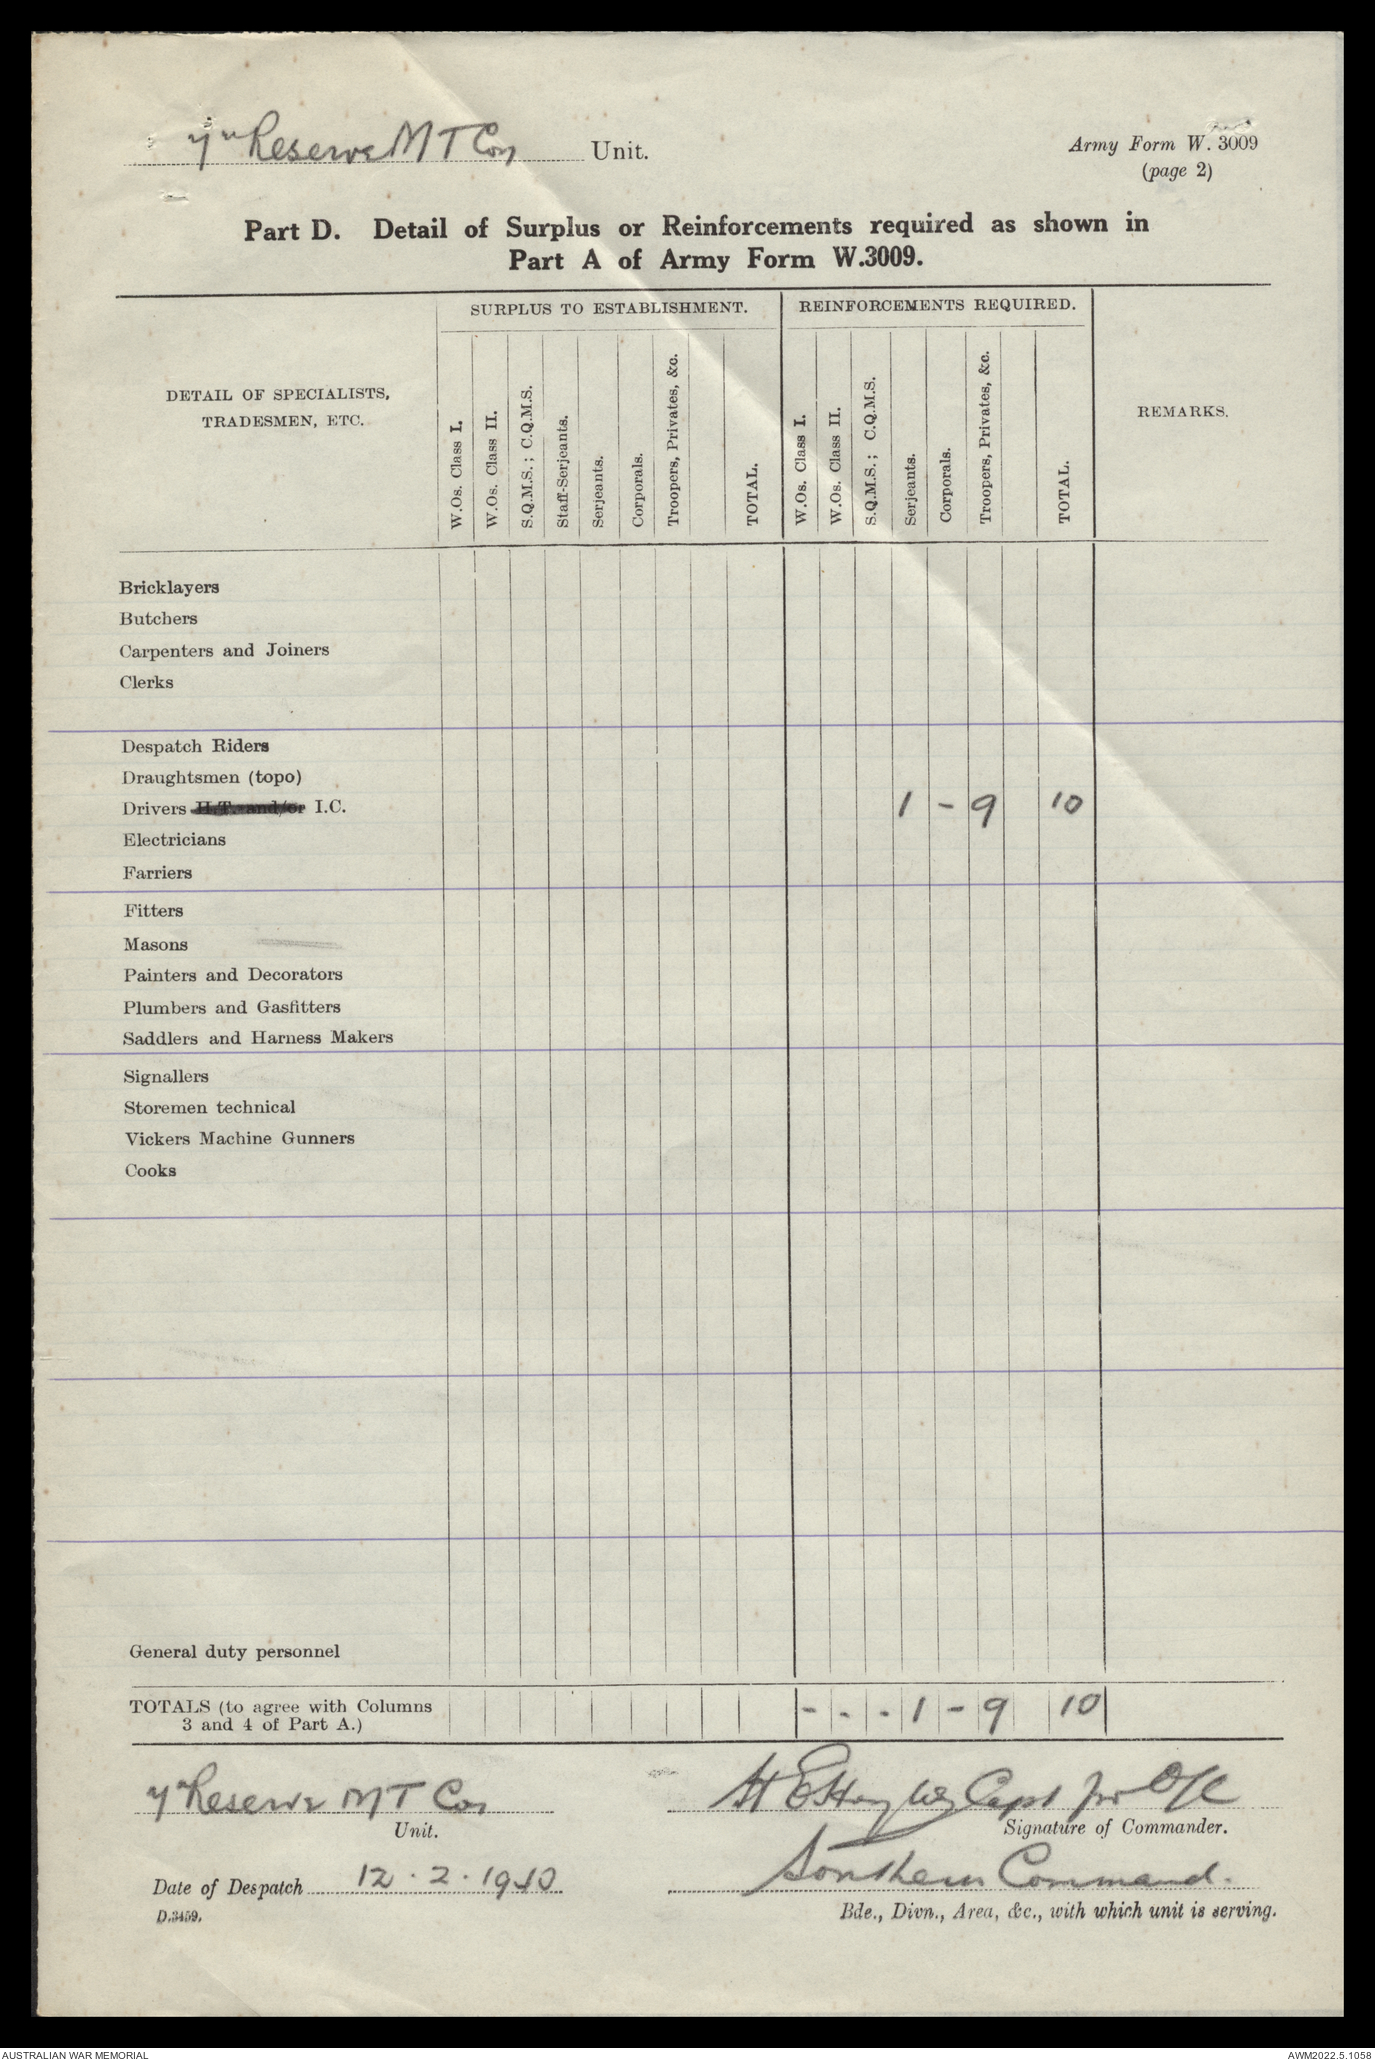 7th Reserve M T Coy Unit.
Army Form W. 3009
(page 2)
Part D. Detail of Surplus or Reinforcements required as shown in
Part A of Army Form W.3009.
DETAIL OF SPECIALISTS,
TRADESMEN, ETC.
SURPLUS TO ESTABLISHMENT.
W.Os. Class I.
W.Os. Class II.
S.Q.M.S.; C.Q.M.S.
Staff-Serjeants.
Serjeants.
Corporals.
Troopers, Privates, &c.
TOTAL.
REINFORCEMENTS REQUIRED.
W.Os. Class I.
W.Os. Class II.
S.Q.M.S.; C.Q.M.S.
Serjeants.
Corporals.
Troopers, Privates, &c.
TOTAL.
REMARKS.
Bricklayers
Butchers
Carpenters and Joiners
Clerks
Despatch Riders
Draughtsmen (topo)
Drivers H.T. and/or I.C. 1 - 9 10
Electricians
Farriers
Fitters
Masons
Painters and Decorators
Plumbers and Gasfitters
Saddlers and Harness Makers
Signallers
Storemen technical
Vickers Machine Gunners
Cooks
General duty personnel
TOTALS (to agree with Columns
3 and 4 of Part A.) - - - 1 - 9 10
7th Reserve M T Coy
Unit.
Capt for O/C
Signature of Commander.
Date of Despatch 12.2.1940
Southern Command.
Bde., Divn., Area, &c., with which unit is serving.
D.3459.
AUSTRALIAN WAR MEMORIAL
AWM2022.5.1058